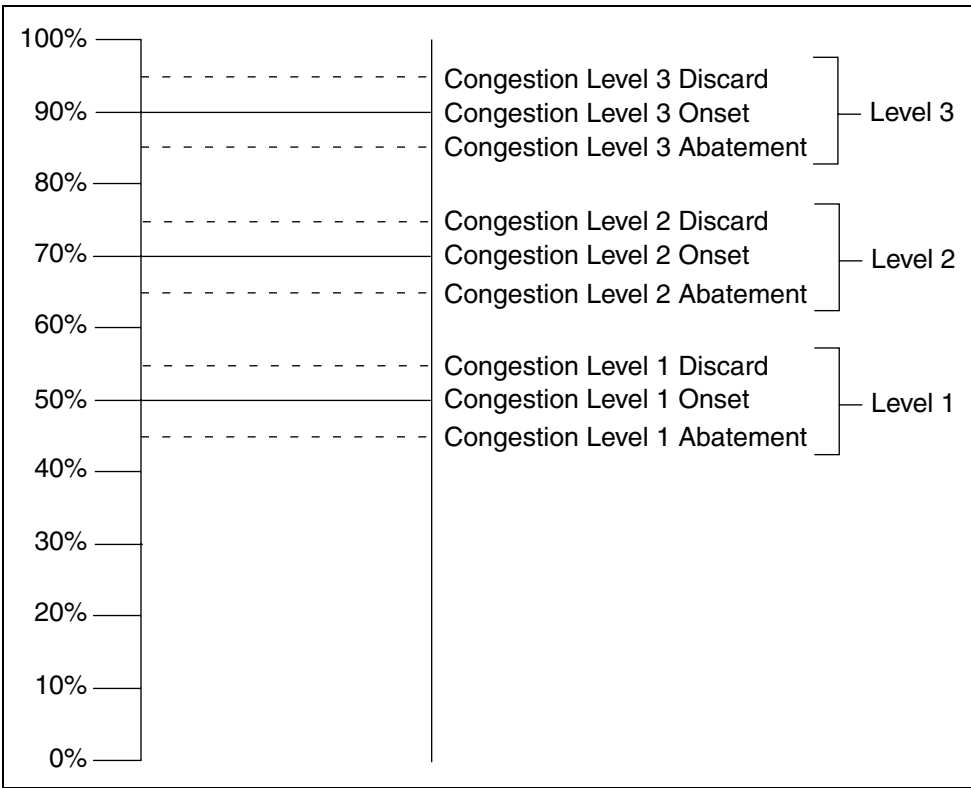 100%
Congestion Level 3 Discard
90%
Congestion Level 3 Onset
Level 3
Congestion Level 3 Abatement
80%
Congestion Level 2 Discard
70%
Congestion Level 2 Onset
Level 2
Congestion Level 2 Abatement
60%
Congestion Level 1 Discard
50%
Congestion Level 1 Onset
Level 1
Congestion Level 1 Abatement
40%
30%
20%
10%
0%